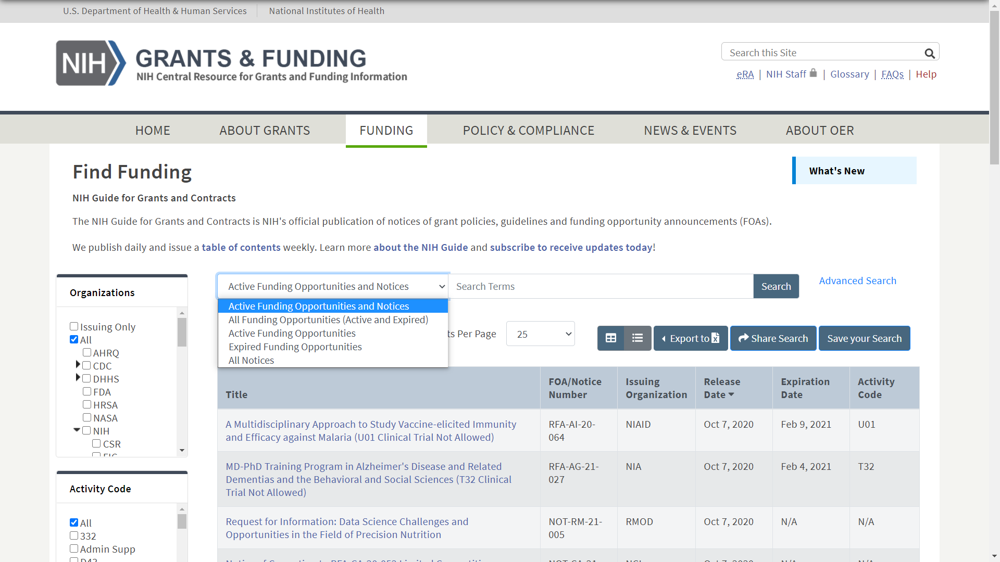 U.S. Department of Health & Human Services
National Institutes of Health
NIH
GRANTS & FUNDING
NIH Central Resource for Grants and Funding Information
Search this Site
eRA | NIH Staff | Glossary | FAQs | Help
HOME
ABOUT GRANTS
FUNDING
POLICY & COMPLIANCE
NEWS & EVENTS
ABOUT OER
Find Funding
What's New
NIH Guide for Grants and Contracts
The NIH Guide for Grants and Contracts is NIH's official publication of notices of grant policies, guidelines and funding opportunity announcements (FOAs).
We publish daily and issue a table of contents weekly. Learn more about the NIH Guide and subscribe to receive updates today!
Organizations
Issuing Only
All
AHRQ
CDC
DHHS
FDA
HRSA
NASA
NIH
CSR
Activity Code
All
332
Admin Supp
Active Funding Opportunities and Notices
Search Terms
Search
Advanced Search
Active Funding Opportunities and Notices
All Funding Opportunities (Active and Expired)
Active Funding Opportunities
Expired Funding Opportunities
All Notices
Per Page
25
Export to
Share Search
Save your Search
Title
FOA/Notice
Number
Issuing
Organization
Release
Date
Expiration
Date
Activity
Code
A Multidisciplinary Approach to Study Vaccine-elicited Immunity
and Efficacy against Malaria (U01 Clinical Trial Not Allowed)
RFA-AI-20-
064
NIAID
Oct 7, 2020
Feb 9, 2021
U01
MD-PhD Training Program in Alzheimer's Disease and Related
Dementias and the Behavioral and Social Sciences (T32 Clinical
Trial Not Allowed)
RFA-AG-21-
027
NIA
Oct 7, 2020
Feb 4, 2021
T32
Request for Information: Data Science Challenges and
Opportunities in the Field of Precision Nutrition
NOT-RM-21-
005
RMOD
Oct 7, 2020
N/A
N/A